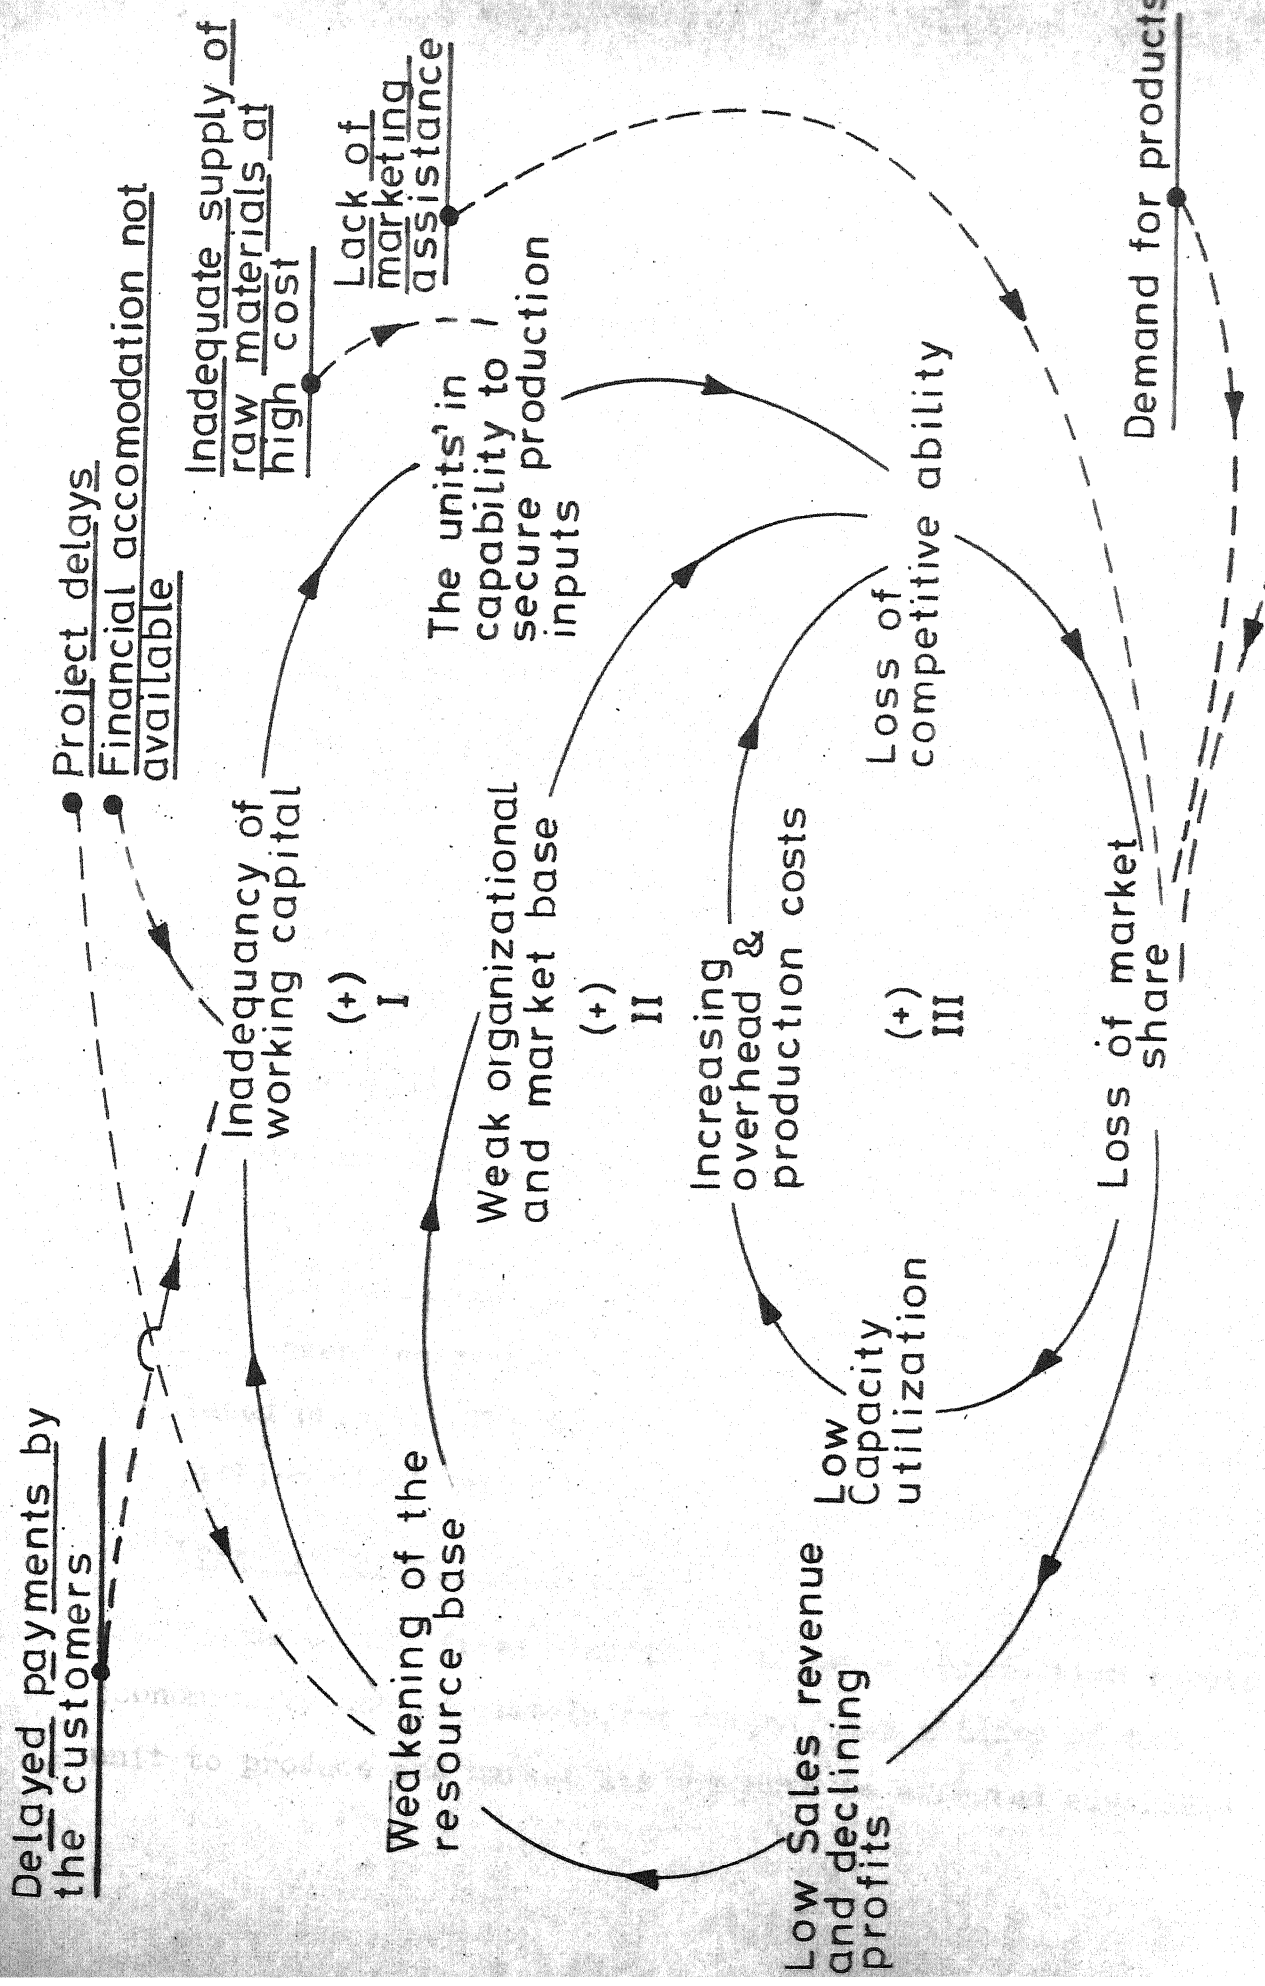 Delayed payments by
the customers
Project delays
Financial accomodation not
available
Inadequate supply of
raw materials at
high cost
Lack of
marketing
assistance
Inadequancy of
working capital
(+)
I
The units' in
capability to
secure production
inputs
Weakening of the
resource base
Weak organizational
and market base
(+)
II
Increasing
overhead &
production costs
(+)
III
Loss of
competitive ability
Low Sales revenue
and declining
profits
Low
Capacity
utilization
Loss of market
share
Demand for products